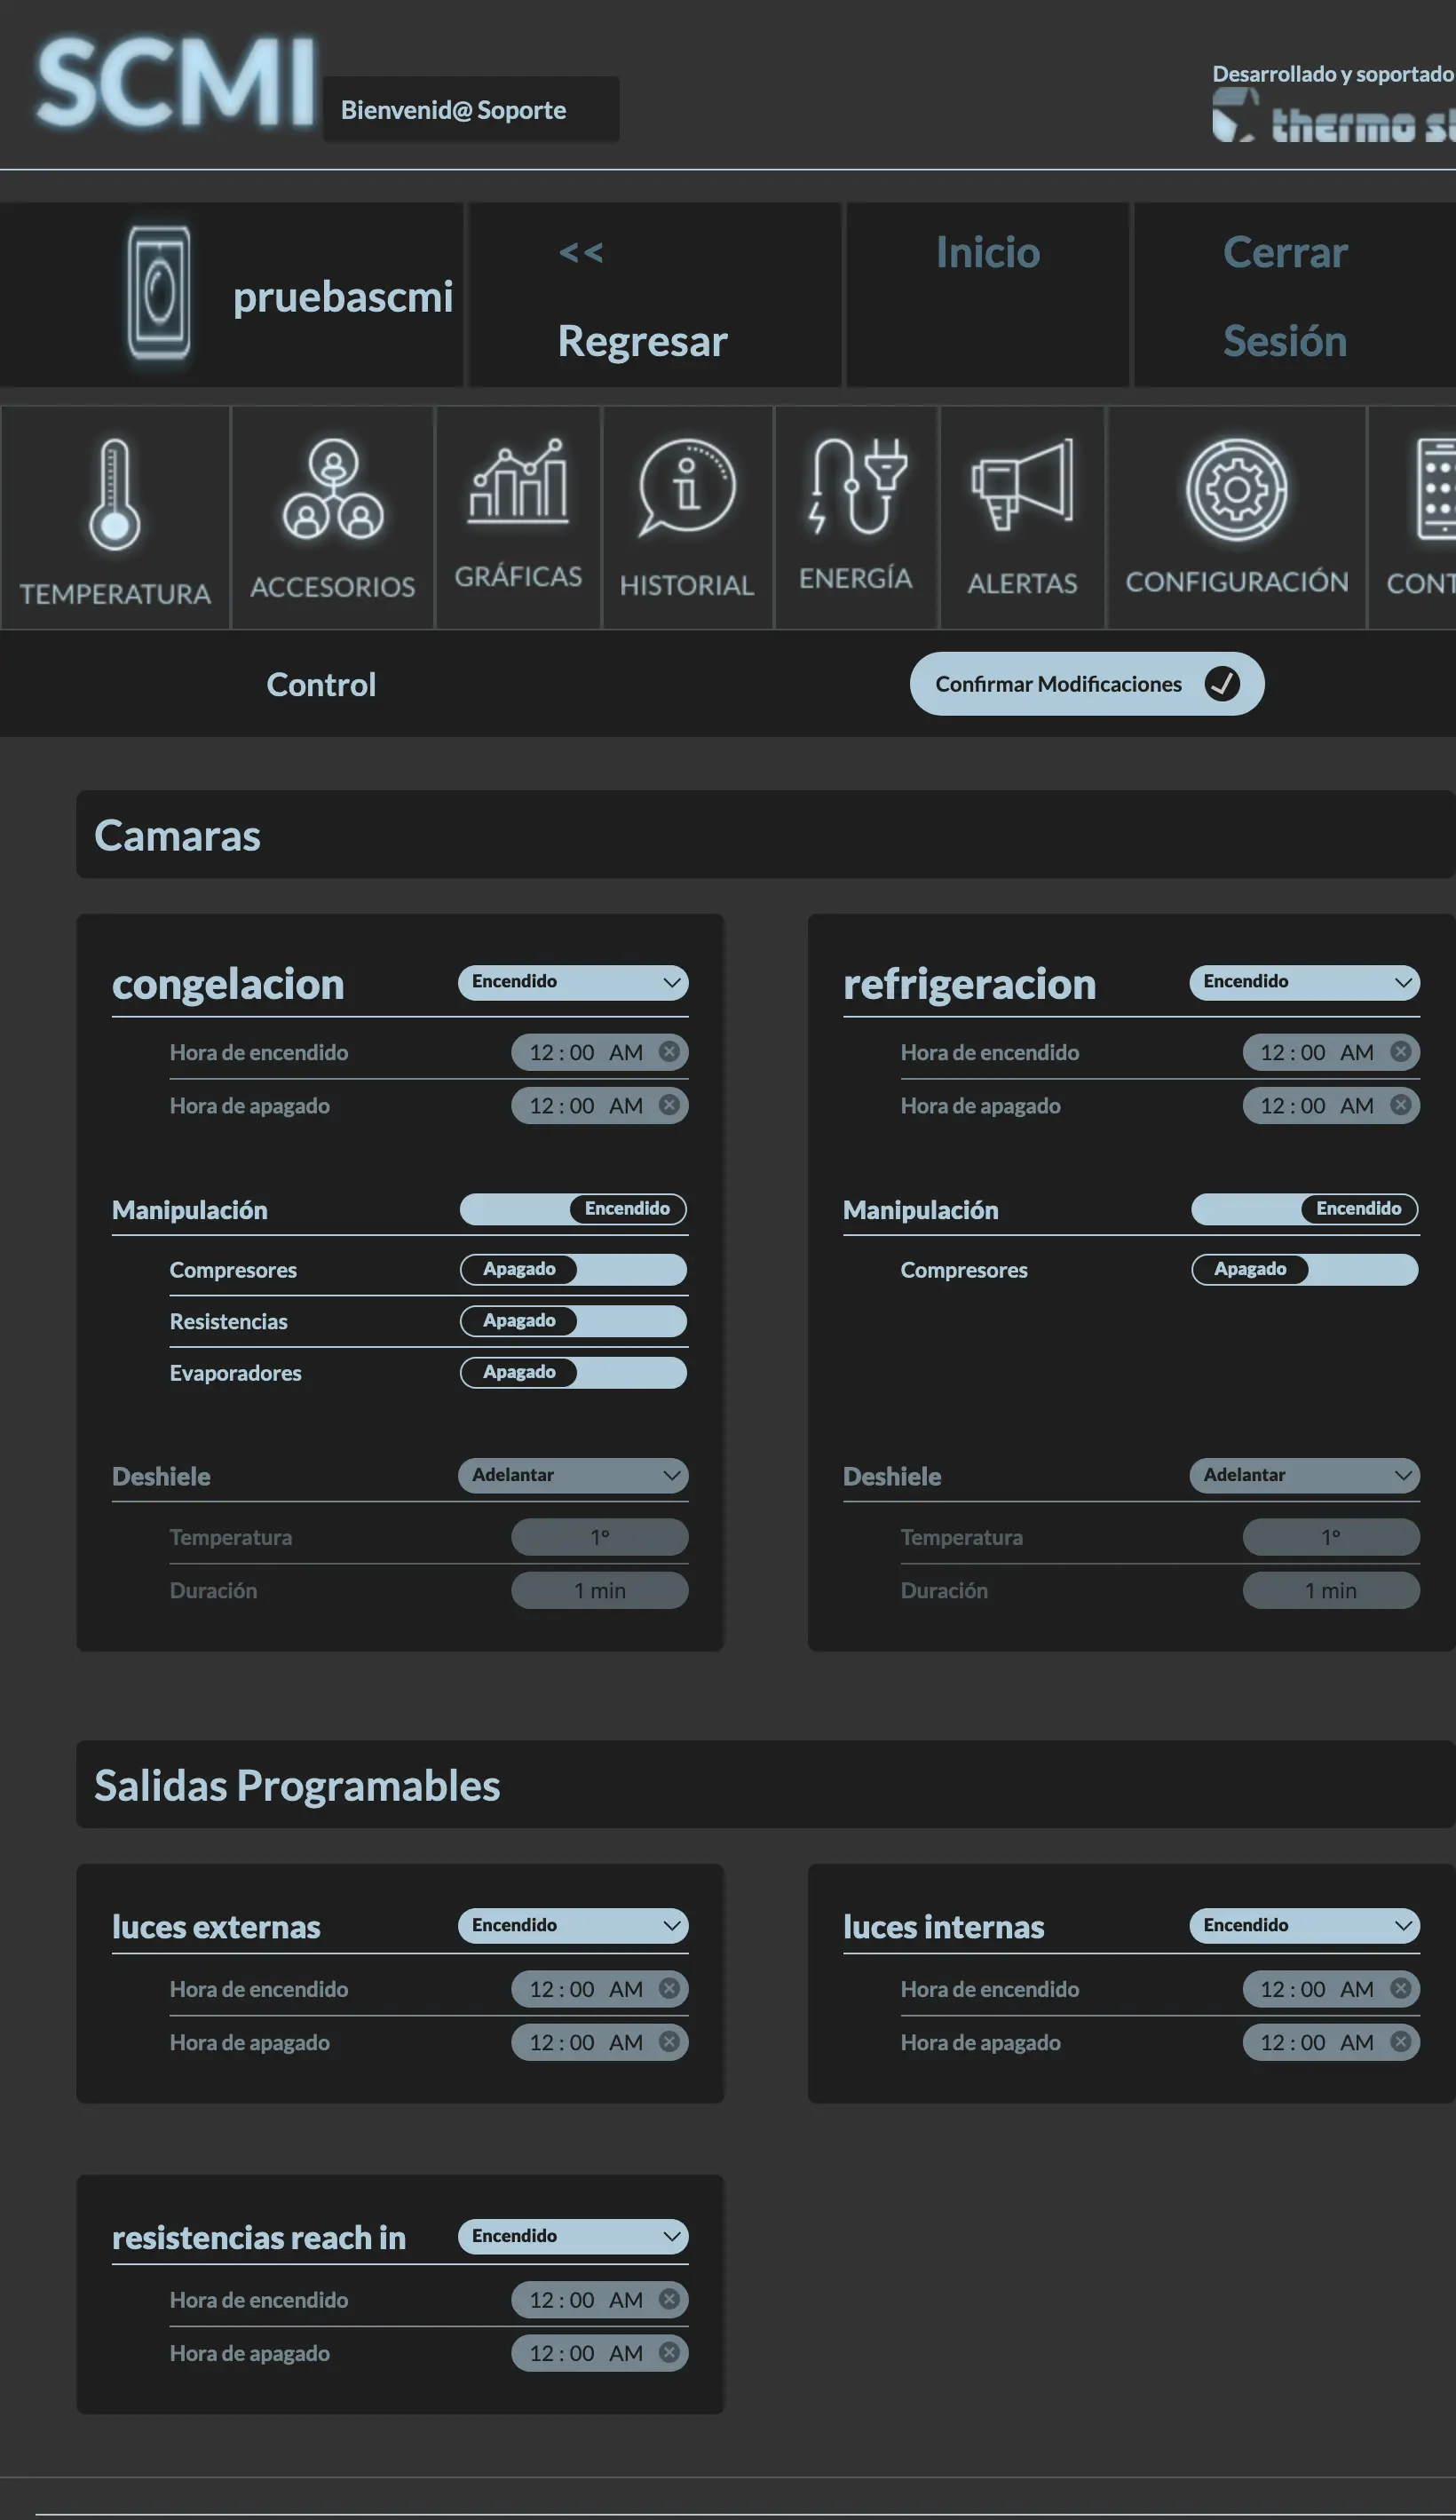 SCMI
Bienvenid@ Soporte
Desarrollado y soportado
thermo
pruebascmi
<<
Regresar
Inicio
Cerrar
Sesión
TEMPERATURA
ACCESORIOS
GRÁFICAS
HISTORIAL
ENERGÍA
ALERTAS
CONFIGURACIÓN
Control
Confirmar Modificaciones
Camaras
congelacion Encendido
Hora de encendido 12 : 00 AM
Hora de apagado 12 : 00 AM
Manipulación Encendido
Compresores Apagado
Resistencias Apagado
Evaporadores Apagado
Deshiele Adelantar
Temperatura 1°
Duración 1 min
refrigeracion Encendido
Hora de encendido 12 : 00 AM
Hora de apagado 12 : 00 AM
Manipulación Encendido
Compresores Apagado
Deshiele Adelantar
Temperatura 1°
Duración 1 min
Salidas Programables
luces externas Encendido
Hora de encendido 12 : 00 AM
Hora de apagado 12 : 00 AM
luces internas Encendido
Hora de encendido 12 : 00 AM
Hora de apagado 12 : 00 AM
resistencias reach in Encendido
Hora de encendido 12 : 00 AM
Hora de apagado 12 : 00 AM